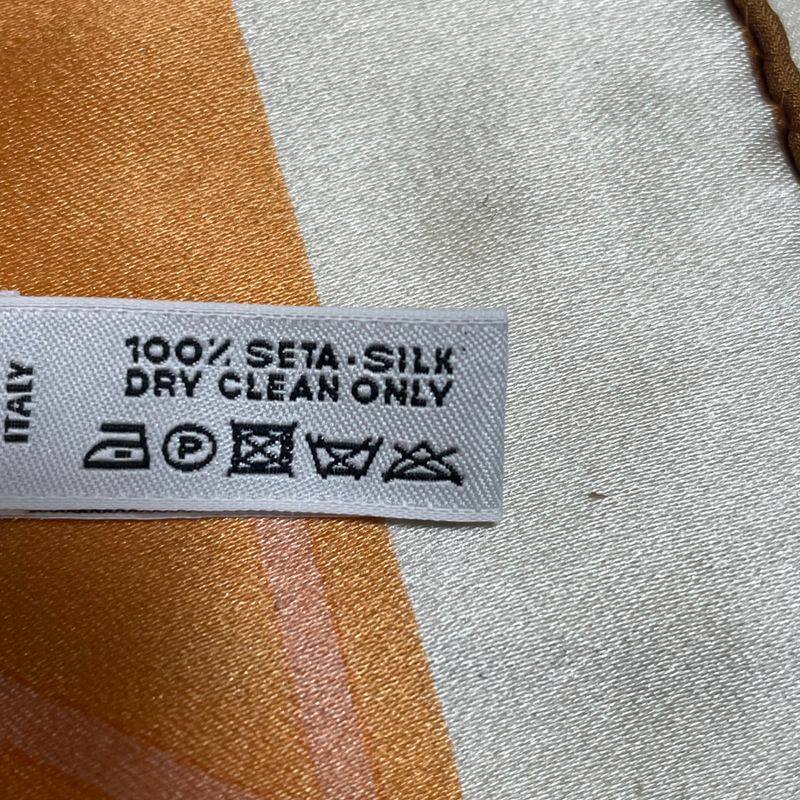 100% SETA·SILK
DRY CLEAN ONLY
P
ITALY